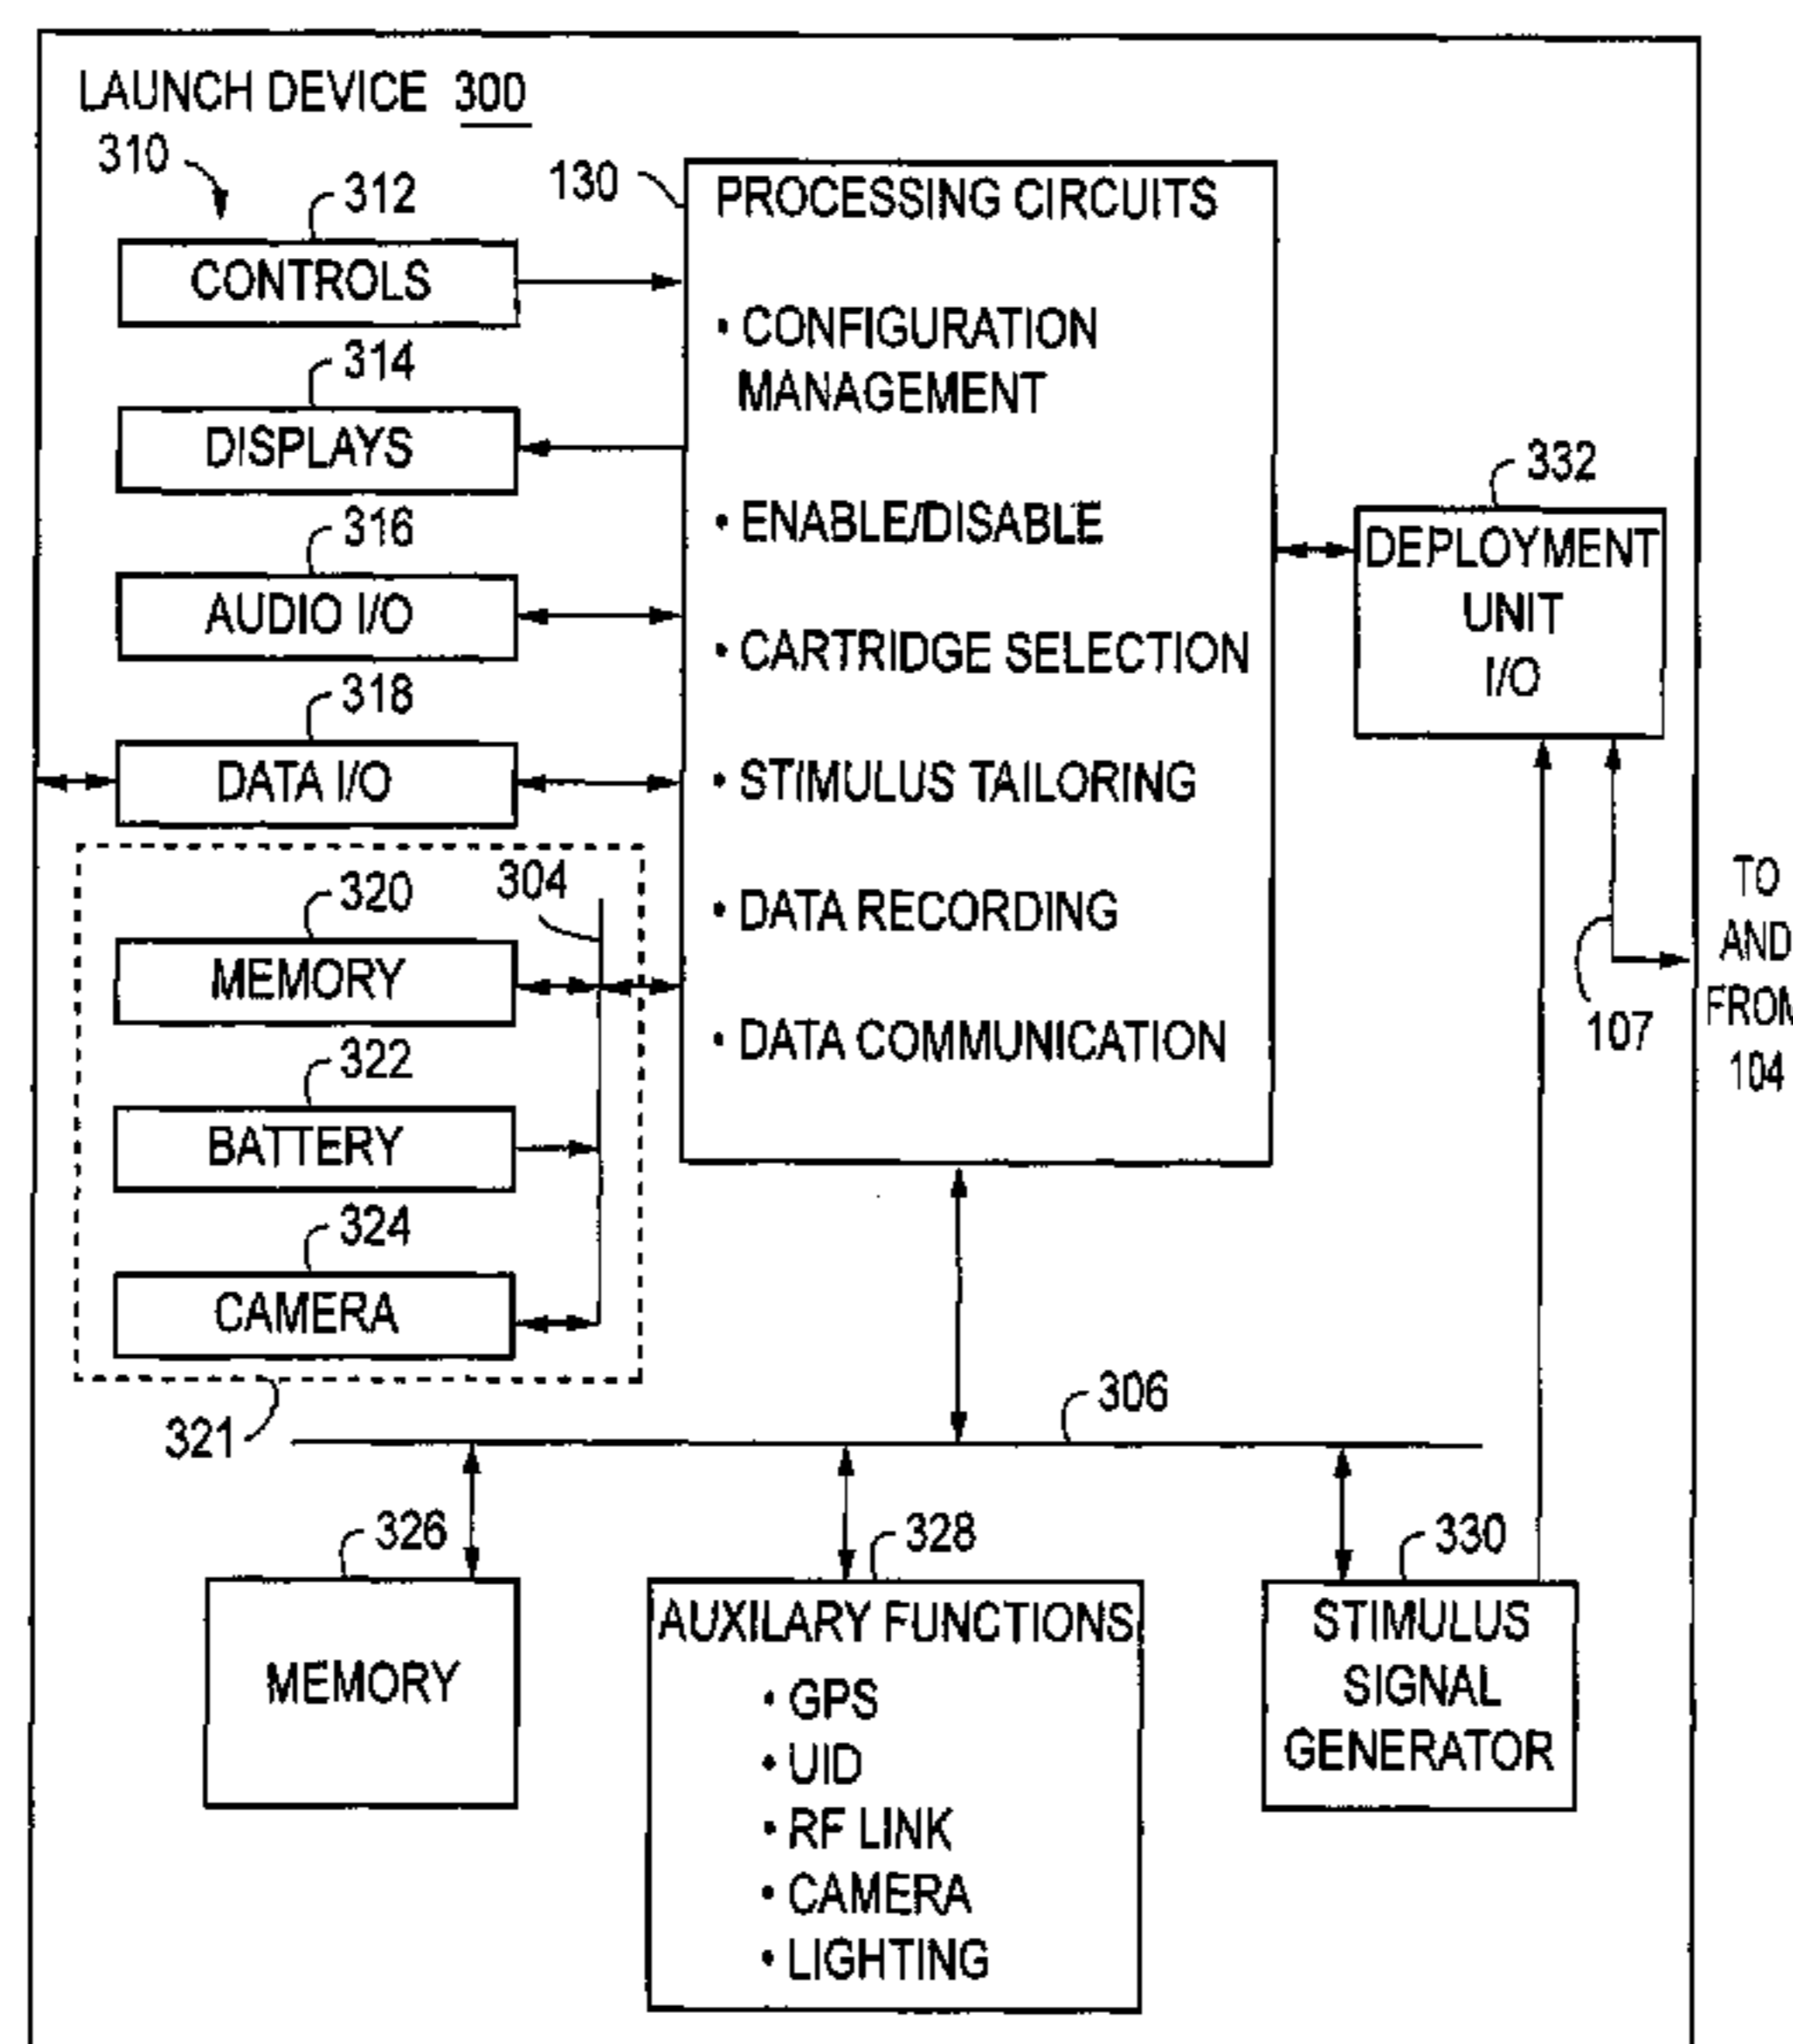 LAUNCH DEVICE 300
310
312
CONTROLS
314
DISPLAYS
316
AUDIO I/O
318
DATA I/O
304
320
MEMORY
322
BATTERY
324
CAMERA
321
130
PROCESSING CIRCUITS
• CONFIGURATION
MANAGEMENT
• ENABLE/DISABLE
• CARTRIDGE SELECTION
• STIMULUS TAILORING
• DATA RECORDING
• DATA COMMUNICATION
332
DEPLOYMENT
UNIT
I/O
107
TO
AND
FROM
104
306
326
MEMORY
328
AUXILARY FUNCTIONS
• GPS
• UID
• RF LINK
• CAMERA
• LIGHTING
330
STIMULUS
SIGNAL
GENERATOR